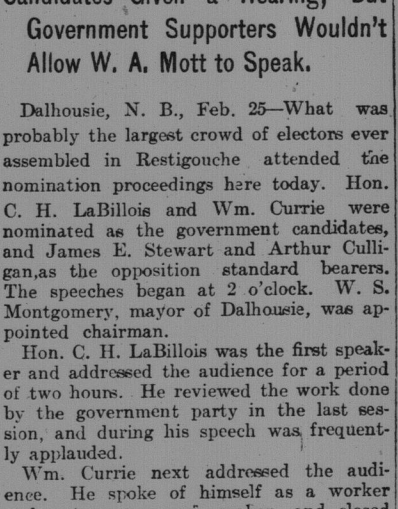 Candidates Given a Hearing, But
Government Supporters Wouldn't
Allow W. A. Mott to Speak.
Dalhousie, N. B., Feb. 25—What was
probably the largest crowd of electors ever
assembled in Restigouche attended the
nomination proceedings here today. Hon.
C. H. LaBillois and Wm. Currie were
nominated as the government candidates,
and James E. Stewart and Arthur Culli-
gan,as the opposition standard bearers.
The speeches began at 2 o'clock. W. S.
Montgomery, mayor of Dalhousie, was ap-
pointed chairman.
Hon. C. H. LaBillois was the first speak-
er and addressed the audience for a period
of two hours. He reviewed the work done
by the government party in the last ses-
sion, and during his speech was frequent-
ly applauded.
Wm. Currie next addressed the audi-
ence. He spoke of himself as a worker
and closed